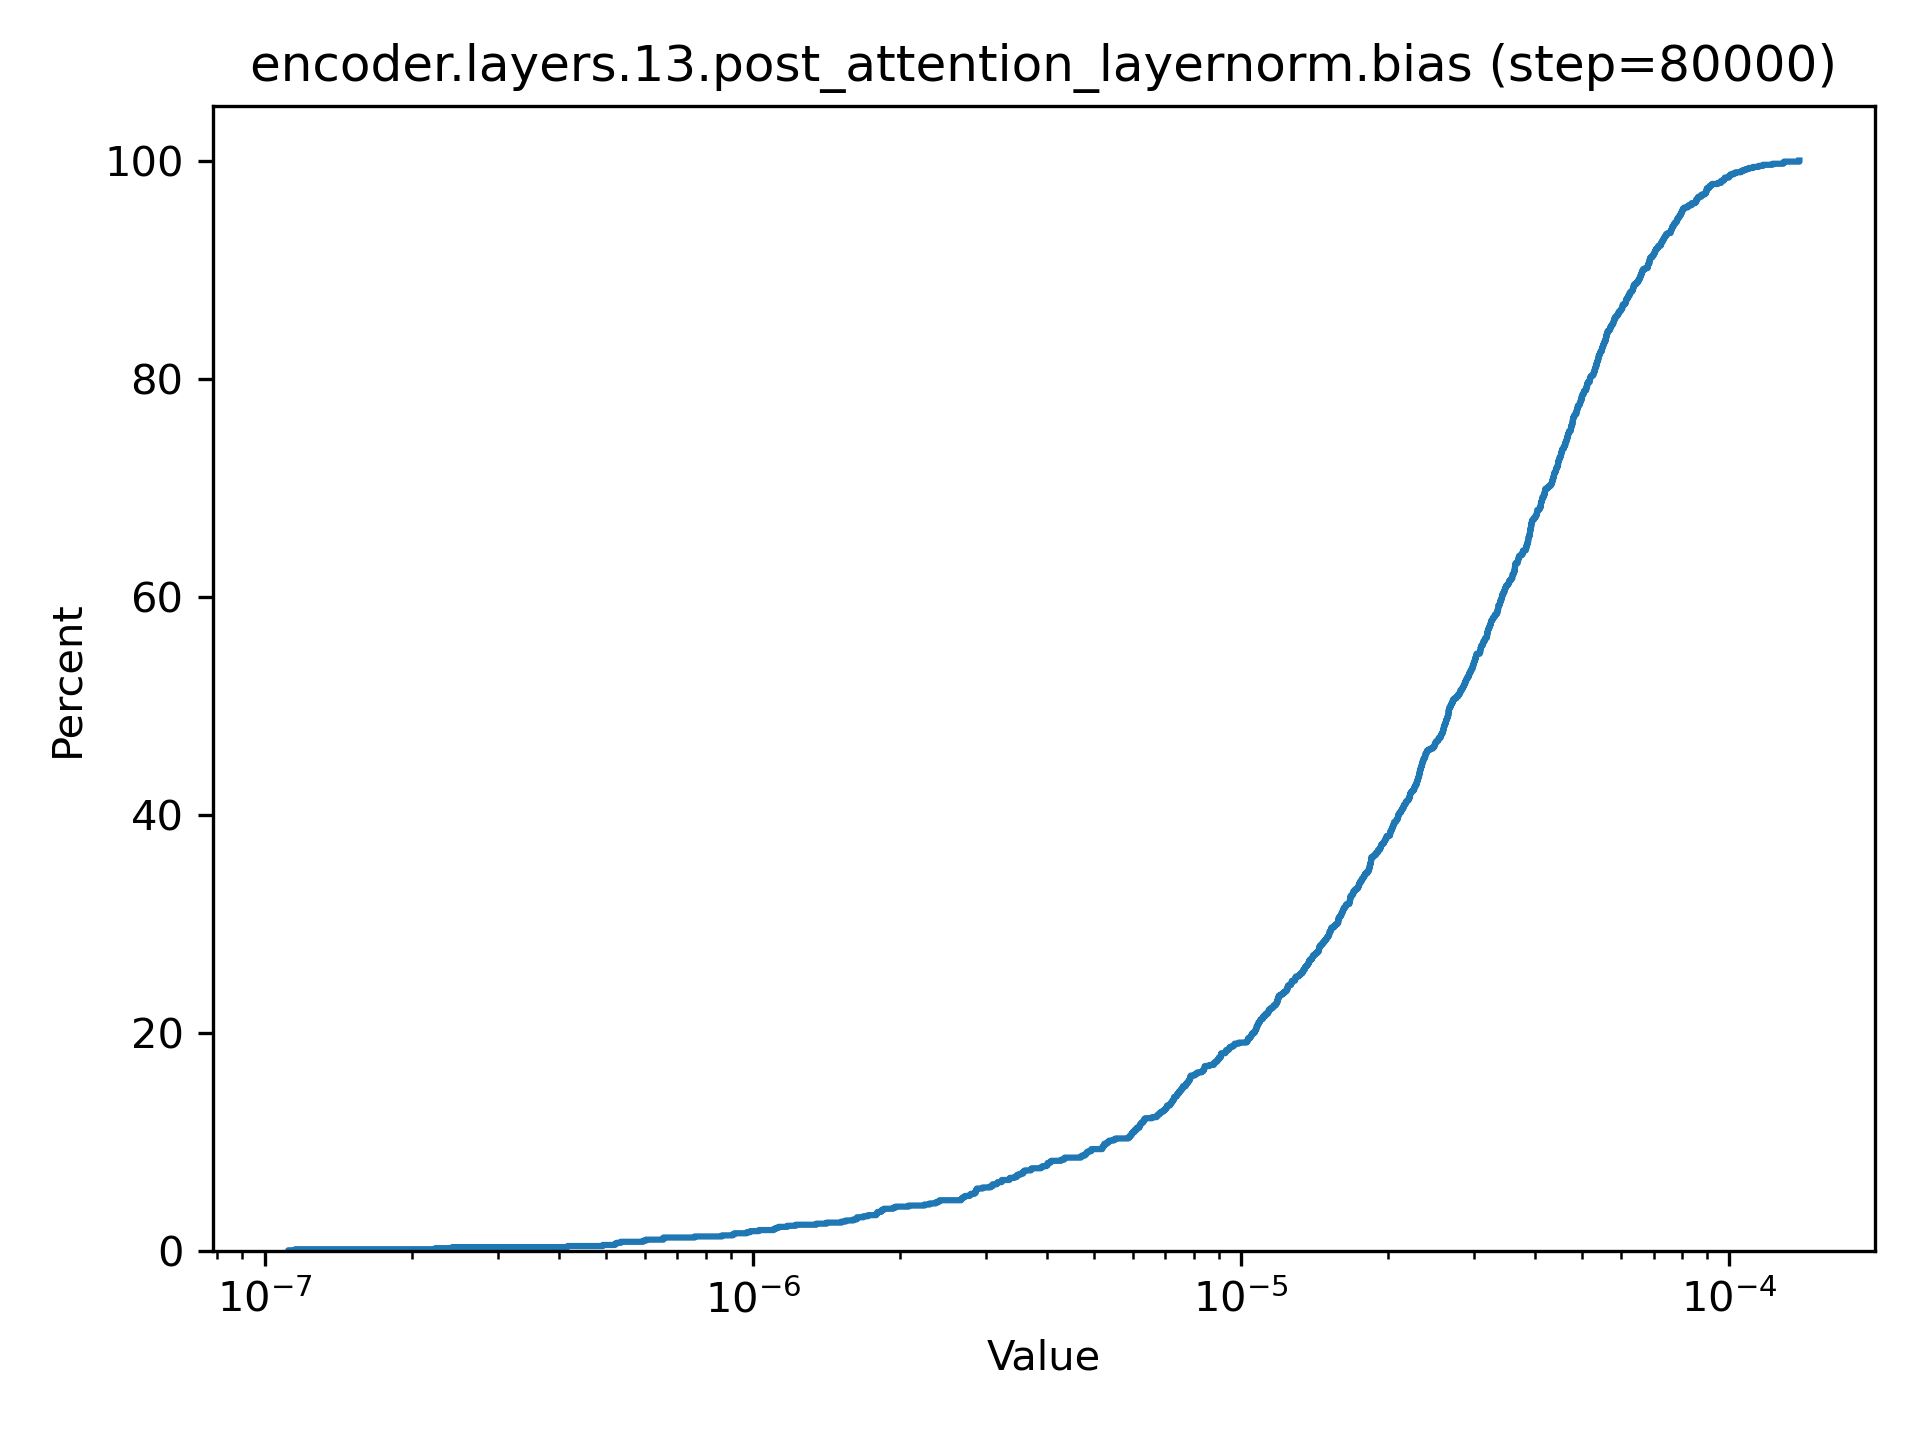 encoder.layers.13.post_attention_layernorm.bias (step=80000)
100
80
60
40
20
0
Percent
10⁻⁷ 10⁻⁶ 10⁻⁵ 10⁻⁴
Value